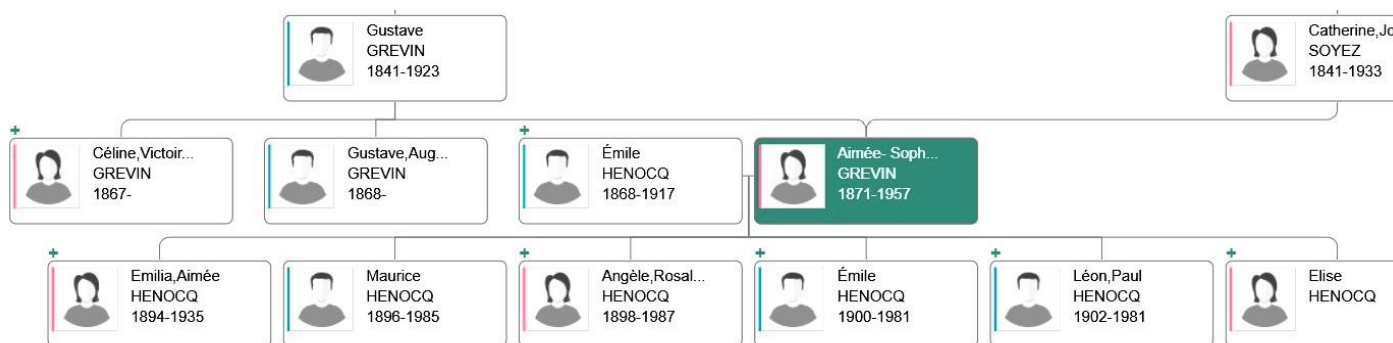 Gustave
GREVIN
1841-1923
Catherine,Jo
SOYEZ
1841-1933
Céline,Victoir...
GREVIN
1867-
Gustave,Aug...
GREVIN
1868-
Émile
HENOCQ
1868-1917
Aimée- Soph...
GREVIN
1871-1957
Emilia,Aimée
HENOCQ
1894-1935
Maurice
HENOCQ
1896-1985
Angèle,Rosal...
HENOCQ
1898-1987
Émile
HENOCQ
1900-1981
Léon,Paul
HENOCQ
1902-1981
Elise
HENOCQ